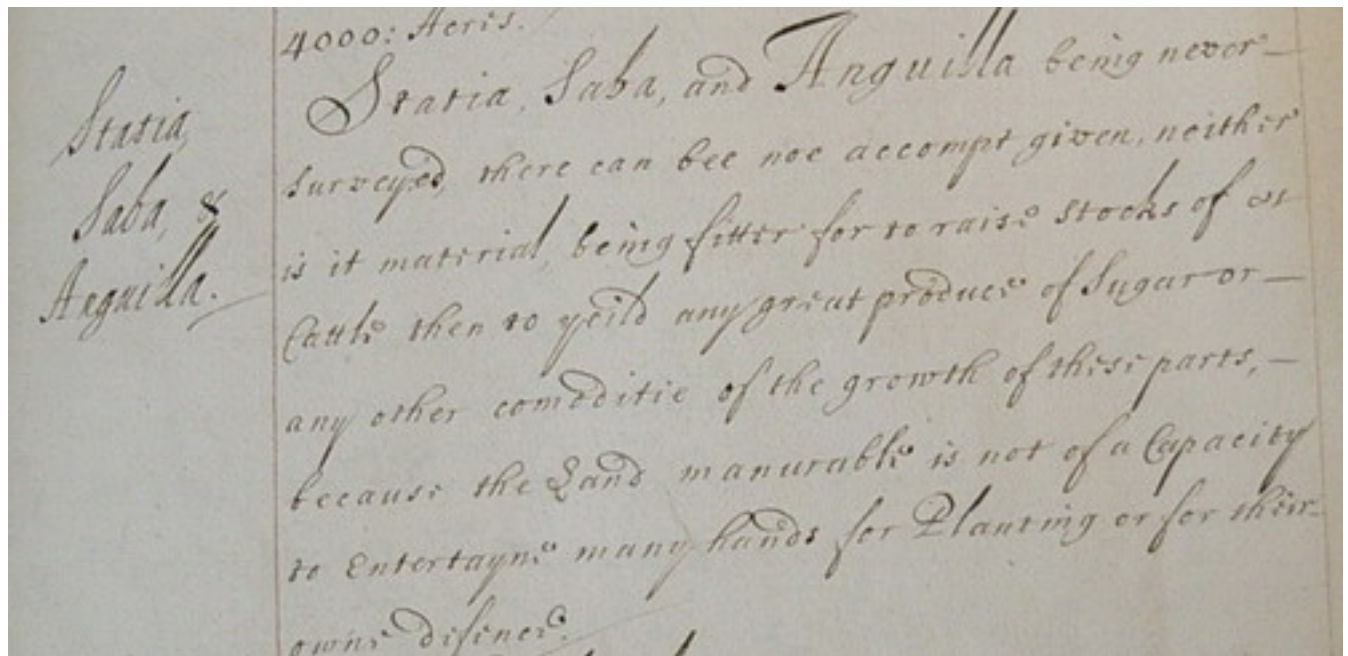 4000: Acres.
Statia,
Saba, &
Anguilla.
Statia, Saba, and Anguilla being never
surveyed, there can bee noe accompt given, neither
is it material, being fitter for to raise Stocks of
Cattle then to yeild any great produce of Sugar or
any other comoditie of the growth of these parts,
because the Land manurable is not of a Capacity
to Entertayne many hands for Planting or for their
owne defence.